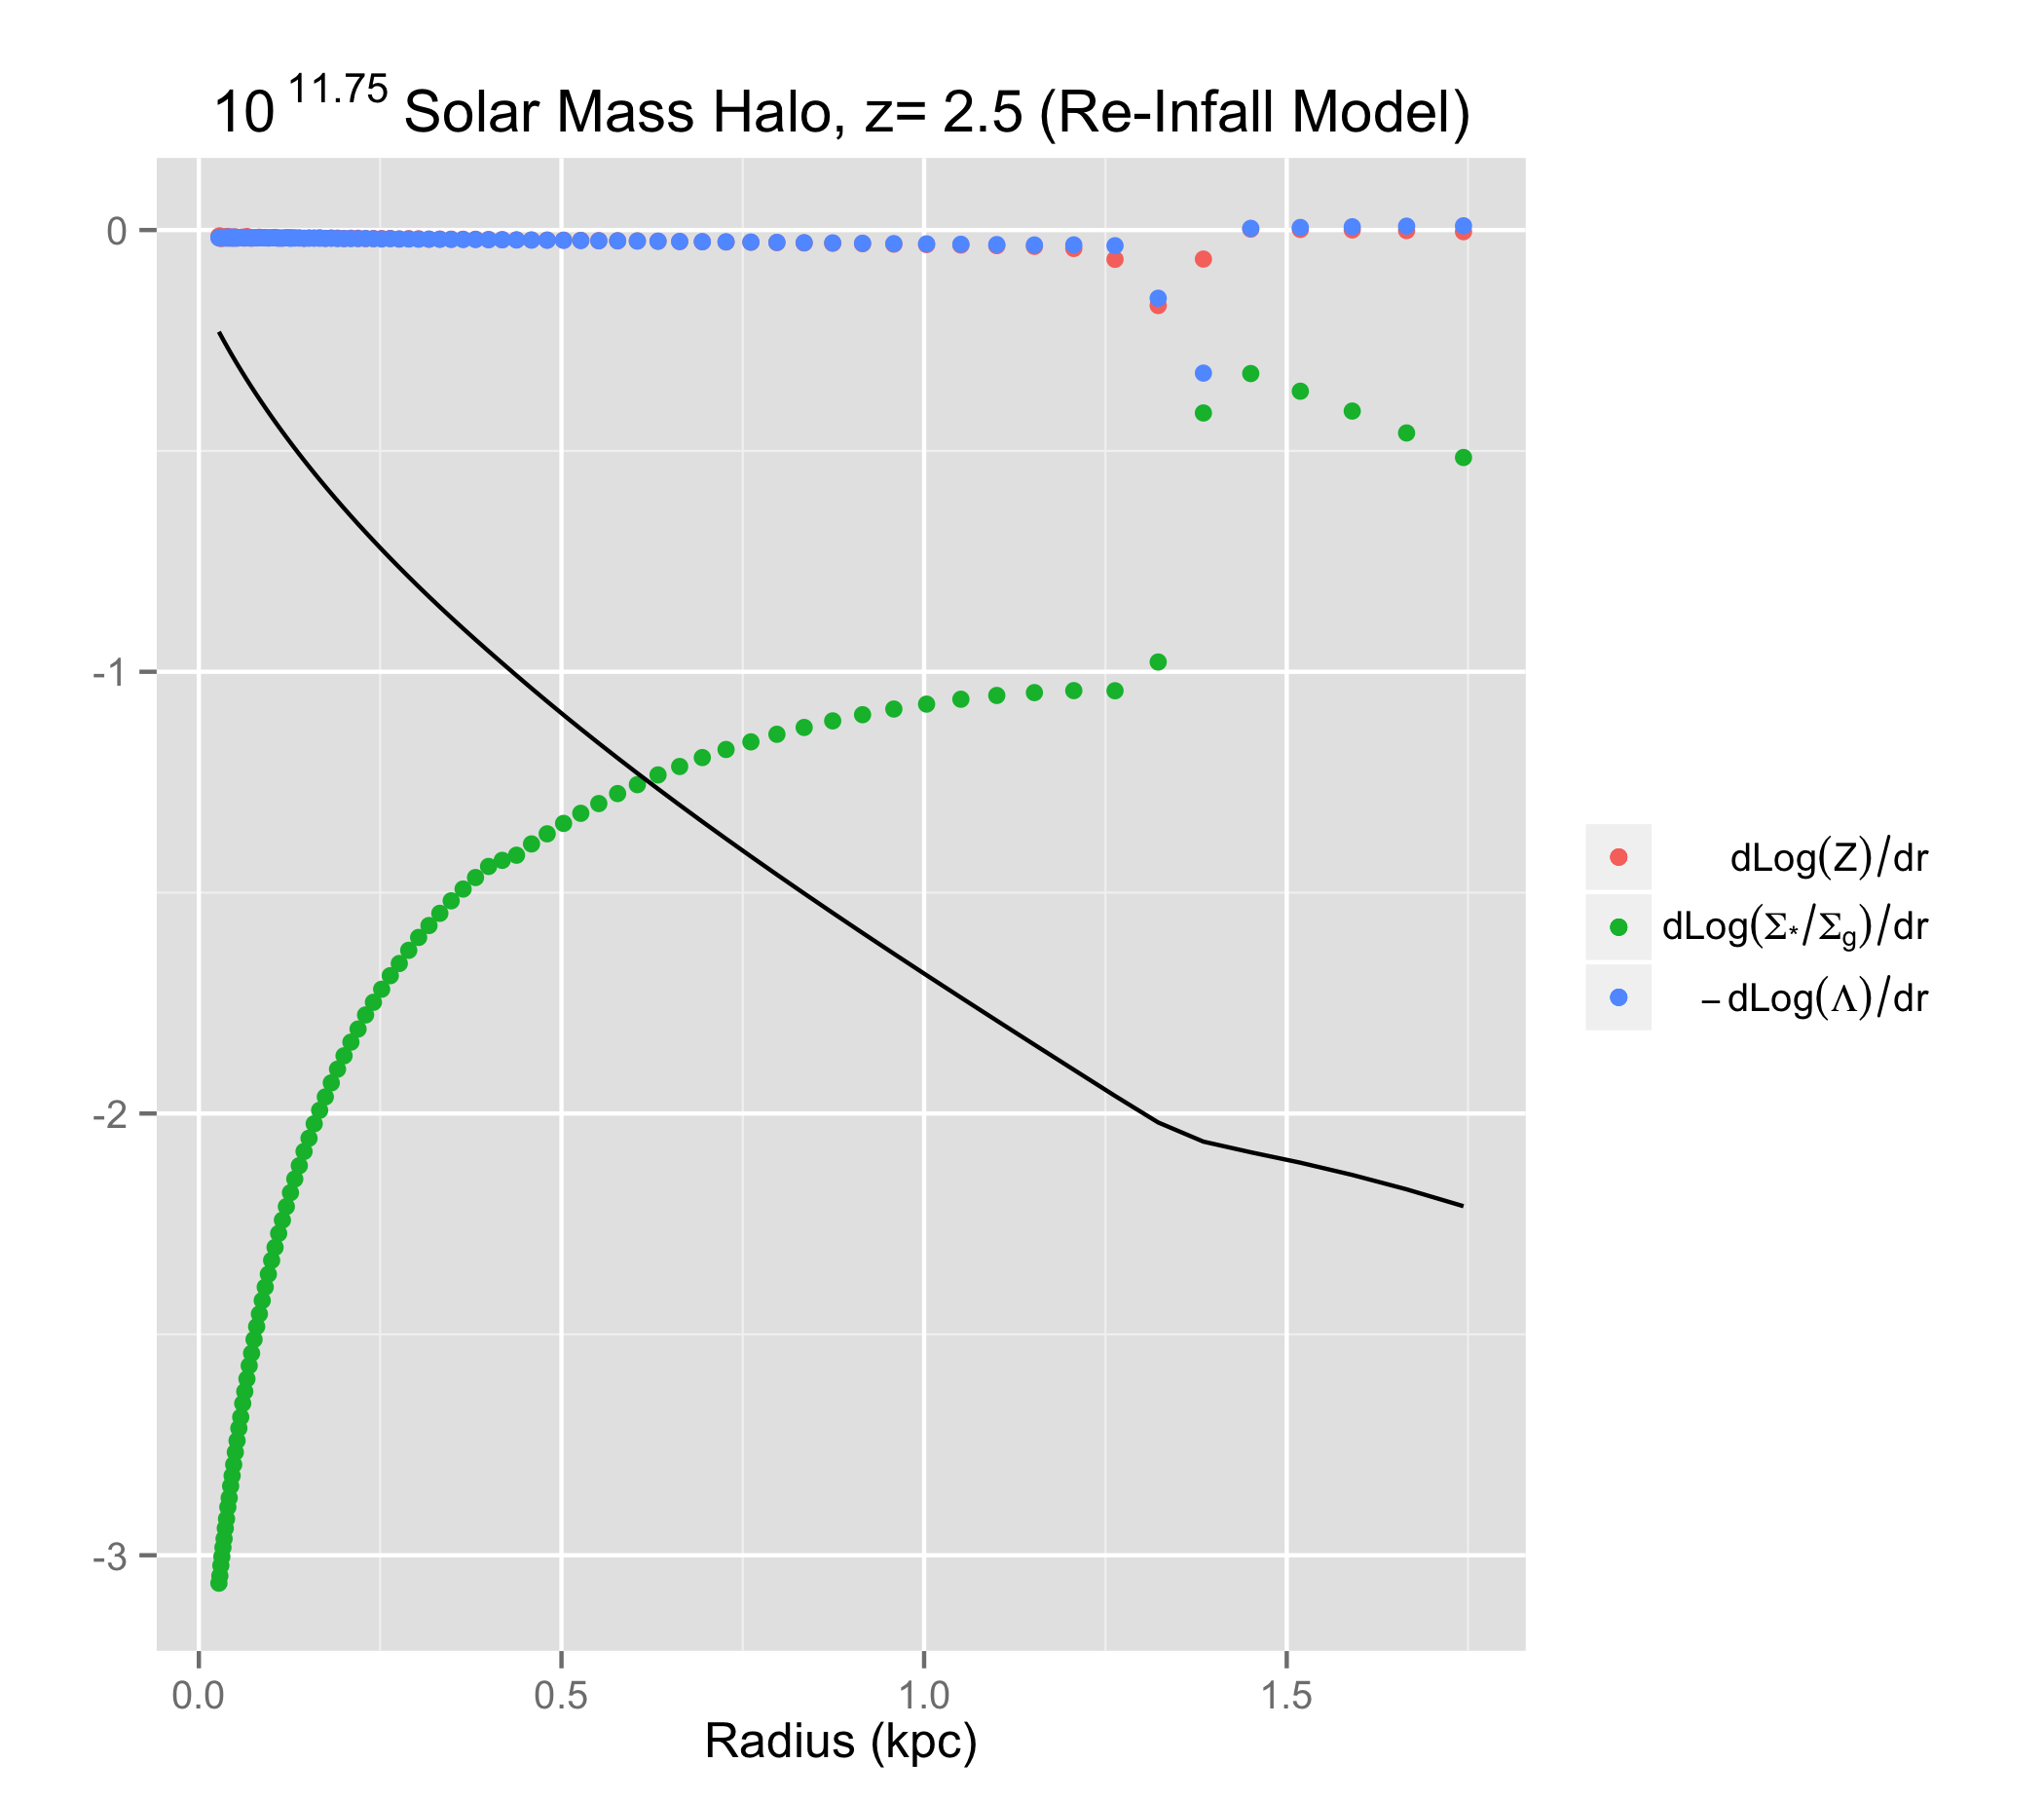 10^11.75 Solar Mass Halo, z= 2.5 (Re-Infall Model)
0
-1
-2
-3
0.0 0.5 1.0 1.5
Radius (kpc)
dLog(Z)/dr
dLog(Σ*/Σg)/dr
– dLog(Λ)/dr